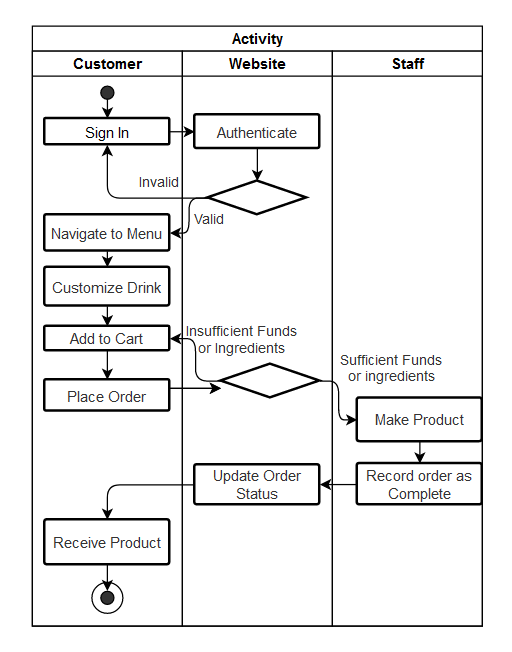 Activity
Customer
Website
Staff
Sign In
Authenticate
Invalid
Valid
Navigate to Menu
Customize Drink
Add to Cart
Insufficient Funds
or Ingredients
Sufficient Funds
or ingredients
Place Order
Make Product
Update Order
Status
Record order as
Complete
Receive Product